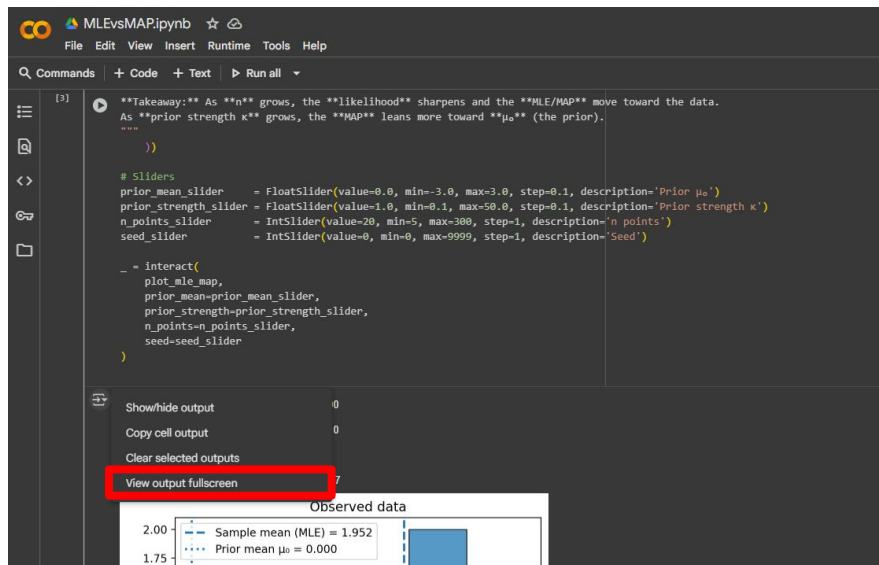 MLEvsMAP.ipynb
File Edit View Insert Runtime Tools Help
Commands + Code + Text Run all
[3]
**Takeaway:** As **n** grows, the **likelihood** sharpens and the **MLE/MAP** move toward the data.
As **prior strength κ** grows, the **MAP** leans more toward **μ₀** (the prior).
"""
))
# Sliders
prior_mean_slider = FloatSlider(value=0.0, min=-3.0, max=3.0, step=0.1, description='Prior μ₀')
prior_strength_slider = FloatSlider(value=1.0, min=0.1, max=50.0, step=0.1, description='Prior strength κ')
n_points_slider = IntSlider(value=20, min=5, max=300, step=1, description='n points')
seed_slider = IntSlider(value=0, min=0, max=9999, step=1, description='Seed')
_ = interact(
plot_mle_map,
prior_mean=prior_mean_slider,
prior_strength=prior_strength_slider,
n_points=n_points_slider,
seed=seed_slider
)
Show/hide output
Copy cell output
Clear selected outputs
View output fullscreen
Observed data
2.00
Sample mean (MLE) = 1.952
Prior mean μ₀ = 0.000
1.75